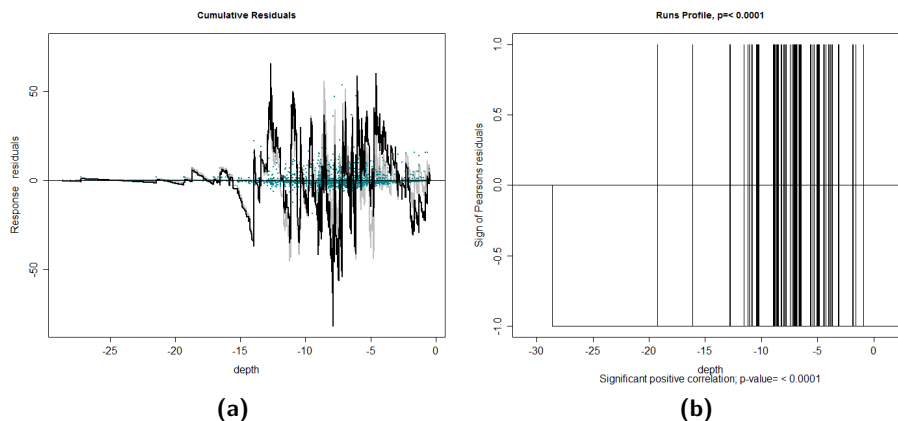 Cumulative Residuals
Response residuals
50
0
-50
-25
-20
-15
-10
-5
0
depth
(a)
Runs Profile, p=< 0.0001
Sign of Pearsons residuals
1.0
0.5
0.0
-0.5
-1.0
-30
-25
-20
-15
-10
-5
0
depth
Significant positive correlation; p-value= < 0.0001
(b)